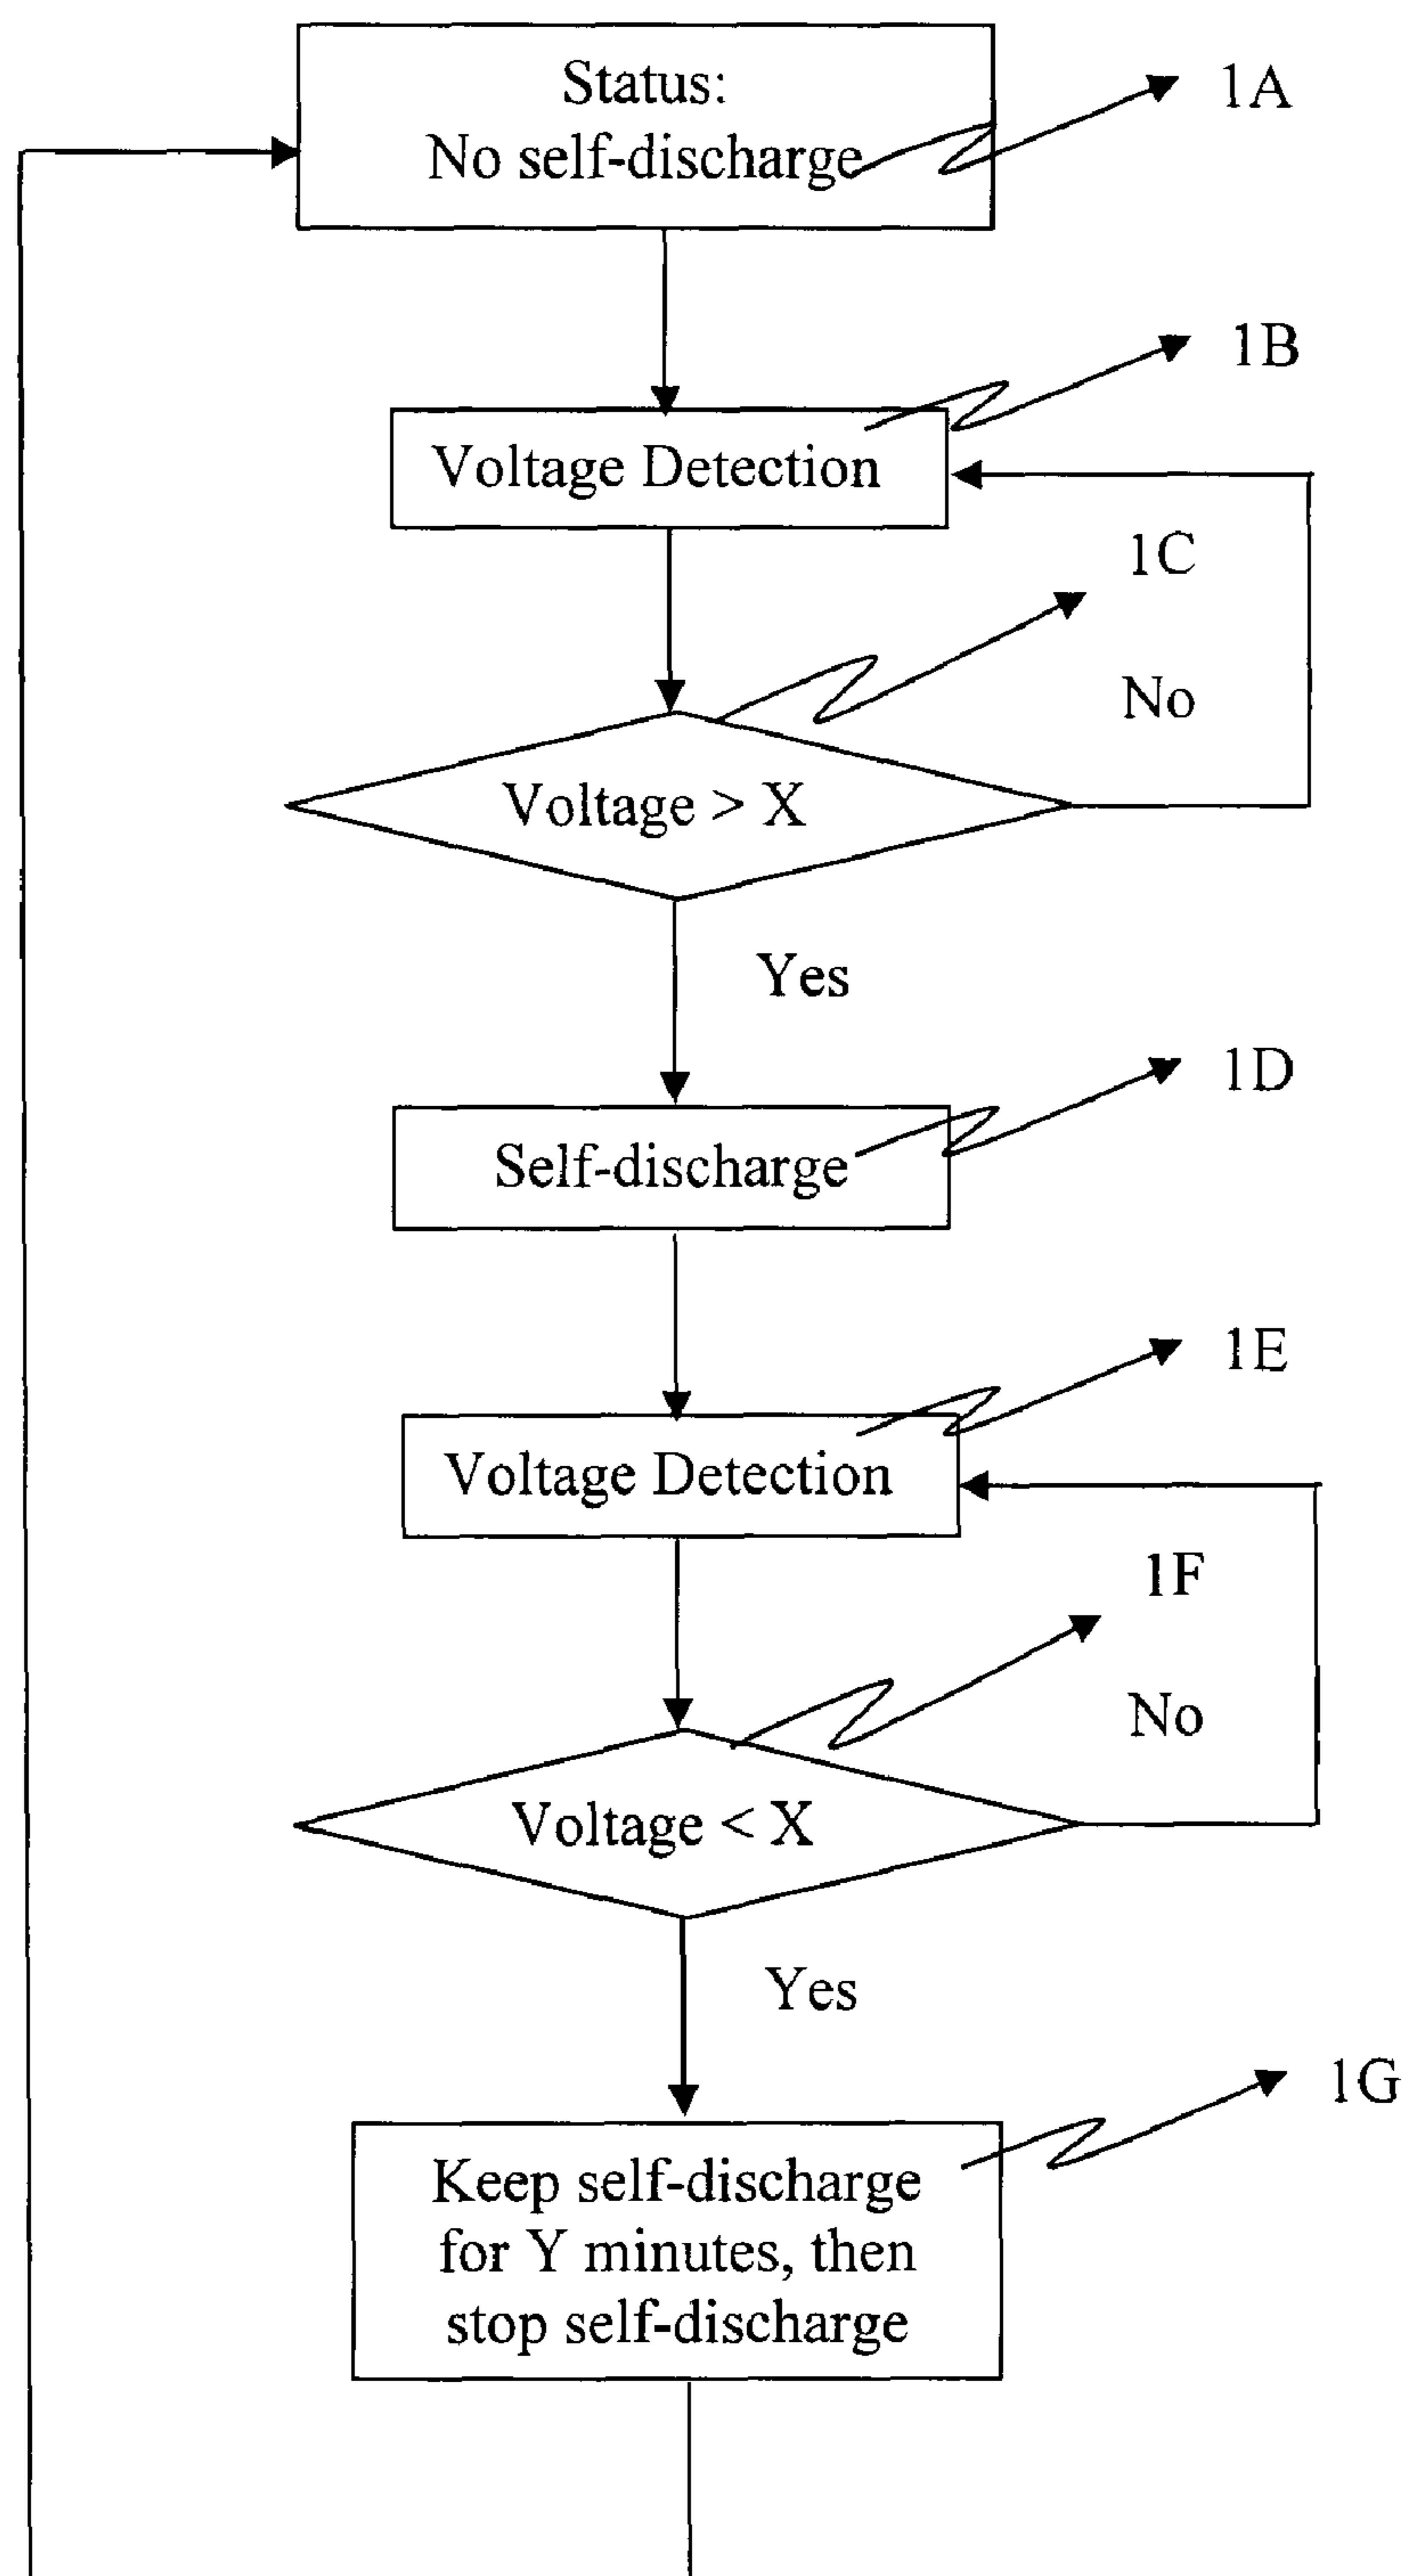 Status:
No self-discharge
1A
1B
Voltage Detection
1C
No
Voltage > X
Yes
1D
Self-discharge
1E
Voltage Detection
1F
No
Voltage < X
Yes
1G
Keep self-discharge
for Y minutes, then
stop self-discharge